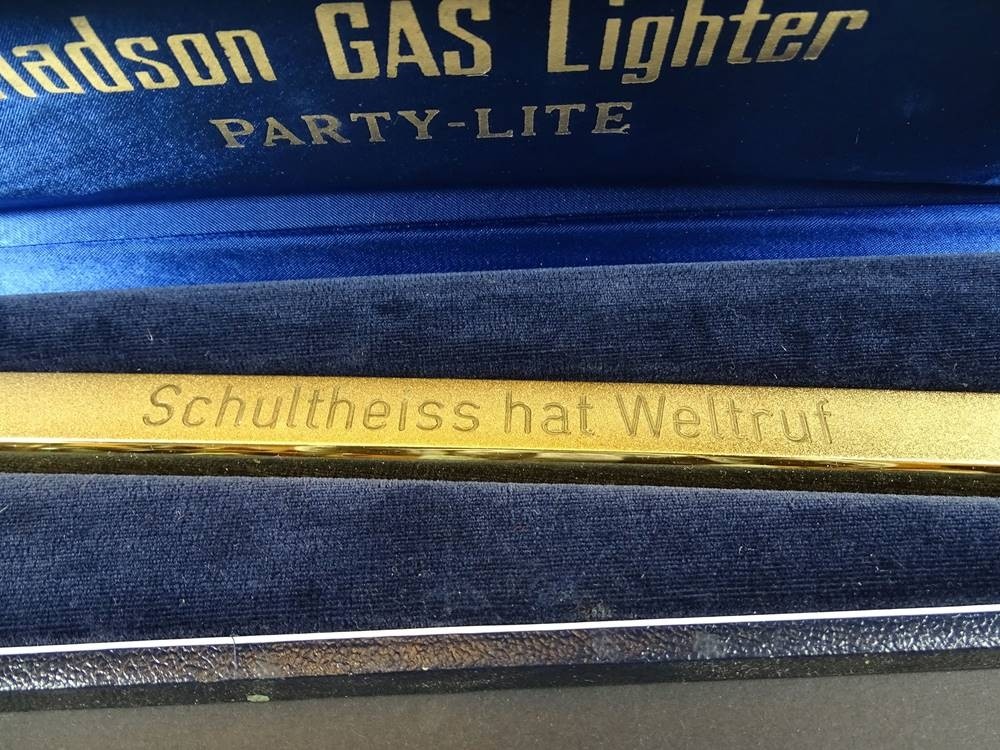 GAS Lighter
PARTY-LITE
Schultheiss hat Weltruf